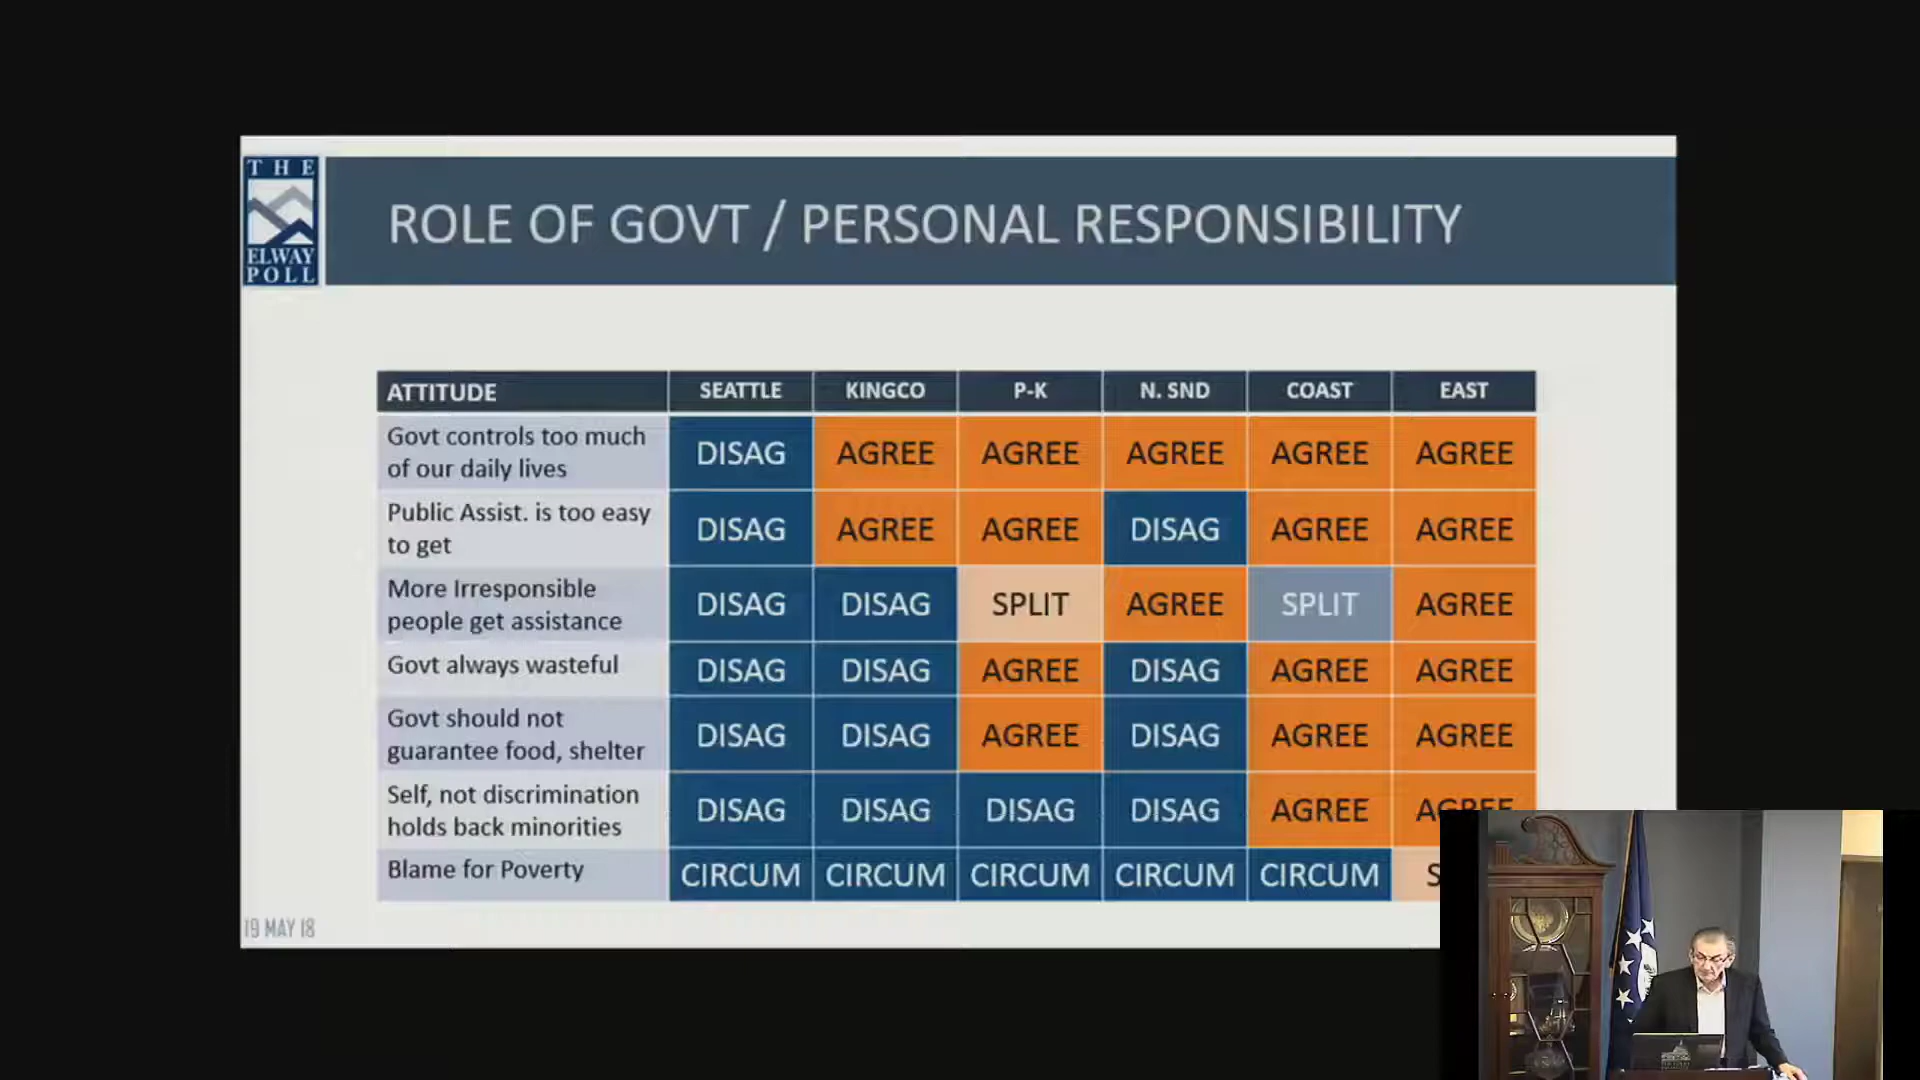 THE
ELWAY
POLL
ROLE OF GOVT / PERSONAL RESPONSIBILITY
ATTITUDE SEATTLE KINGCO P-K N. SND COAST EAST
Govt controls too much
of our daily lives
DISAG AGREE AGREE AGREE AGREE AGREE
Public Assist. is too easy
to get
DISAG AGREE AGREE DISAG AGREE AGREE
More Irresponsible
people get assistance
DISAG DISAG SPLIT AGREE SPLIT AGREE
Govt always wasteful DISAG DISAG AGREE DISAG AGREE AGREE
Govt should not
guarantee food, shelter
DISAG DISAG AGREE DISAG AGREE AGREE
Self, not discrimination
holds back minorities
DISAG DISAG DISAG DISAG AGREE AGREE
Blame for Poverty CIRCUM CIRCUM CIRCUM CIRCUM CIRCUM
19 MAY 18